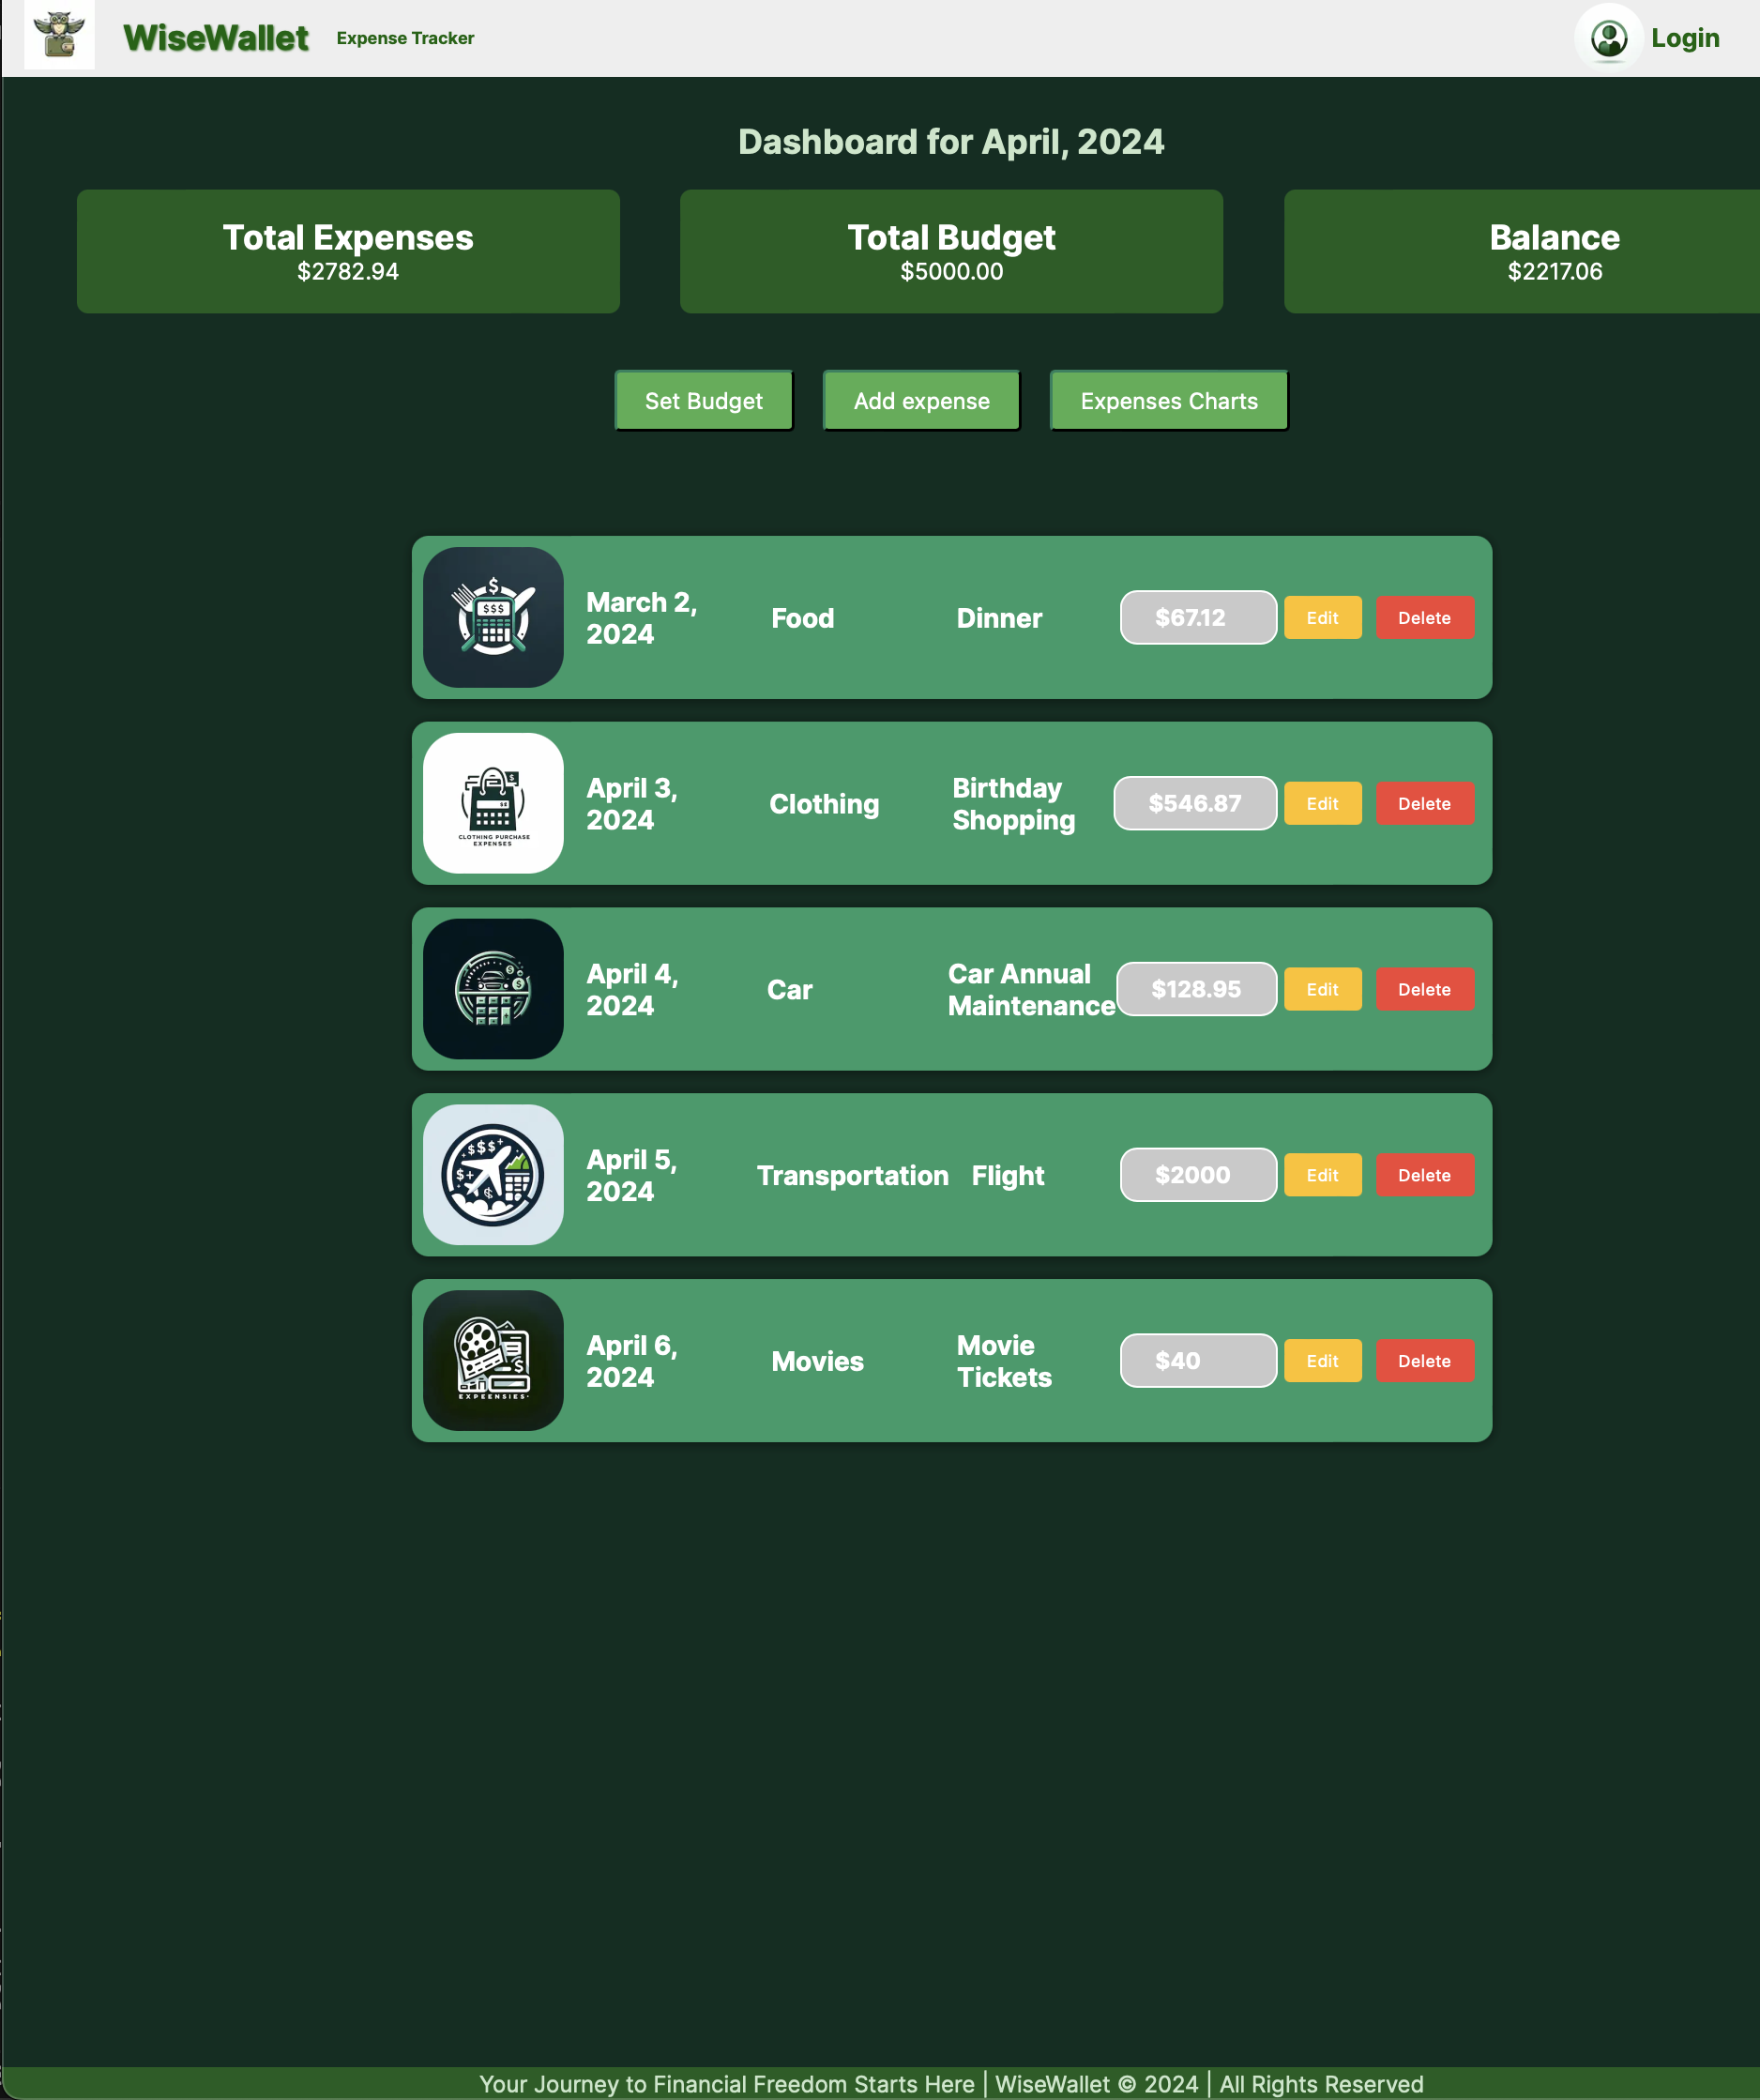 WiseWallet Expense Tracker Login
Dashboard for April, 2024
Total Expenses
$2782.94
Total Budget
$5000.00
Balance
$2217.06
Set Budget Add expense Expenses Charts
$
$$$
March 2,
2024
Food
Dinner
$67.12
Edit
Delete
$
$$
CLOTHING PURCHASE
EXPENSES
April 3,
2024
Clothing
Birthday
Shopping
$546.87
Edit
Delete
$
$
April 4,
2024
Car
Car Annual
Maintenance
$128.95
Edit
Delete
$$$+
$+
$
April 5,
2024
Transportation
Flight
$2000
Edit
Delete
$
EXPEENSIES
April 6,
2024
Movies
Movie
Tickets
$40
Edit
Delete
Your Journey to Financial Freedom Starts Here | WiseWallet © 2024 | All Rights Reserved